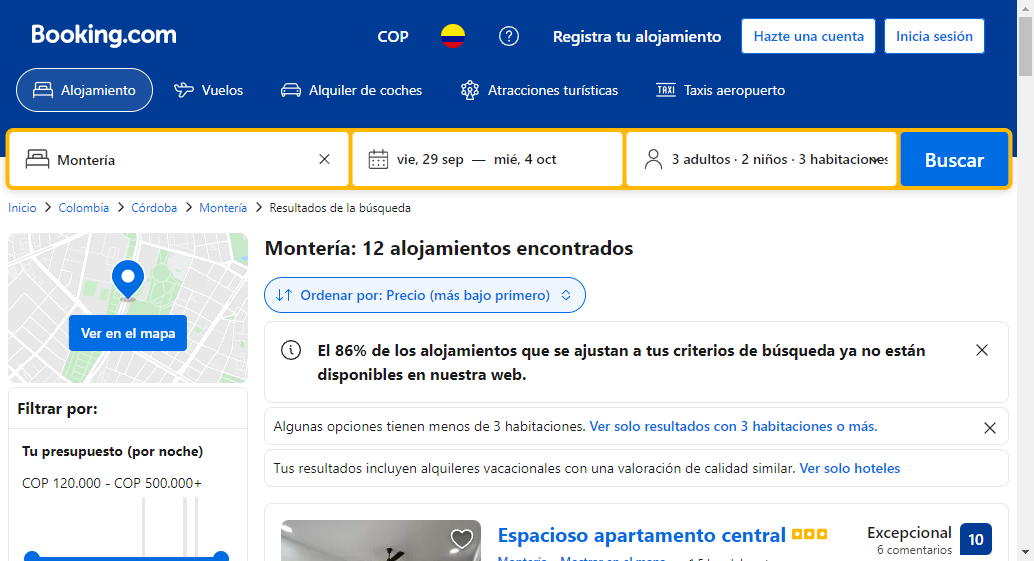 Booking.com
COP
Registra tu alojamiento
Hazte una cuenta
Inicia sesión
Alojamiento
Vuelos
Alquiler de coches
Atracciones turísticas
TAXI Taxis aeropuerto
Montería
vie, 29 sep — mié, 4 oct
3 adultos · 2 niños · 3 habitaciones
Buscar
Inicio > Colombia > Córdoba > Montería > Resultados de la búsqueda
Ver en el mapa
Filtrar por:
Tu presupuesto (por noche)
COP 120.000 - COP 500.000+
Montería: 12 alojamientos encontrados
Ordenar por: Precio (más bajo primero)
El 86% de los alojamientos que se ajustan a tus criterios de búsqueda ya no están
disponibles en nuestra web.
Algunas opciones tienen menos de 3 habitaciones. Ver solo resultados con 3 habitaciones o más.
Tus resultados incluyen alquileres vacacionales con una valoración de calidad similar. Ver solo hoteles
Espacioso apartamento central
Excepcional
6 comentarios
10